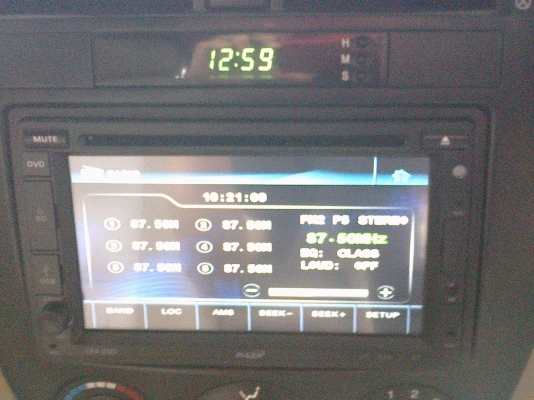 12:59
H
M
S
MUTE
DVD
RADIO
10:21:00
1 87.50M 2 87.50M
3 87.50M 4 87.50M
5 87.50M 6 87.50M
FM2 PS STEREO
87.50MHz
EQ: CLASS
LOUD: OFF
BAND LOC AMS SEEK- SEEK+ SETUP
1 2